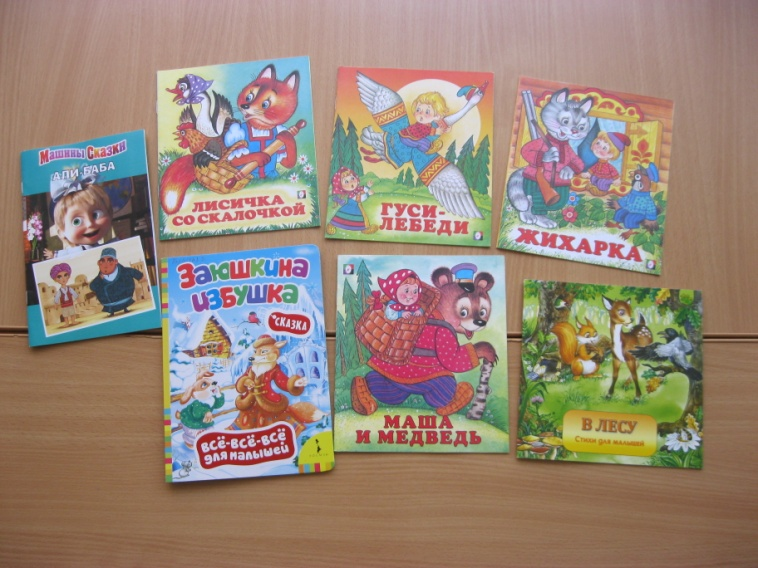 Машины Сказки
АЛИ-БАБА
ЛИСИЧКА
СО СКАЛОЧКОЙ
ГУСИ-
ЛЕБЕДИ
ЖИХАРКА
Заюшкина
избушка
СКАЗКА
ВСЁ-ВСЁ-ВСЁ
для малышей
МАША
И МЕДВЕДЬ
В ЛЕСУ
Стихи для малышей